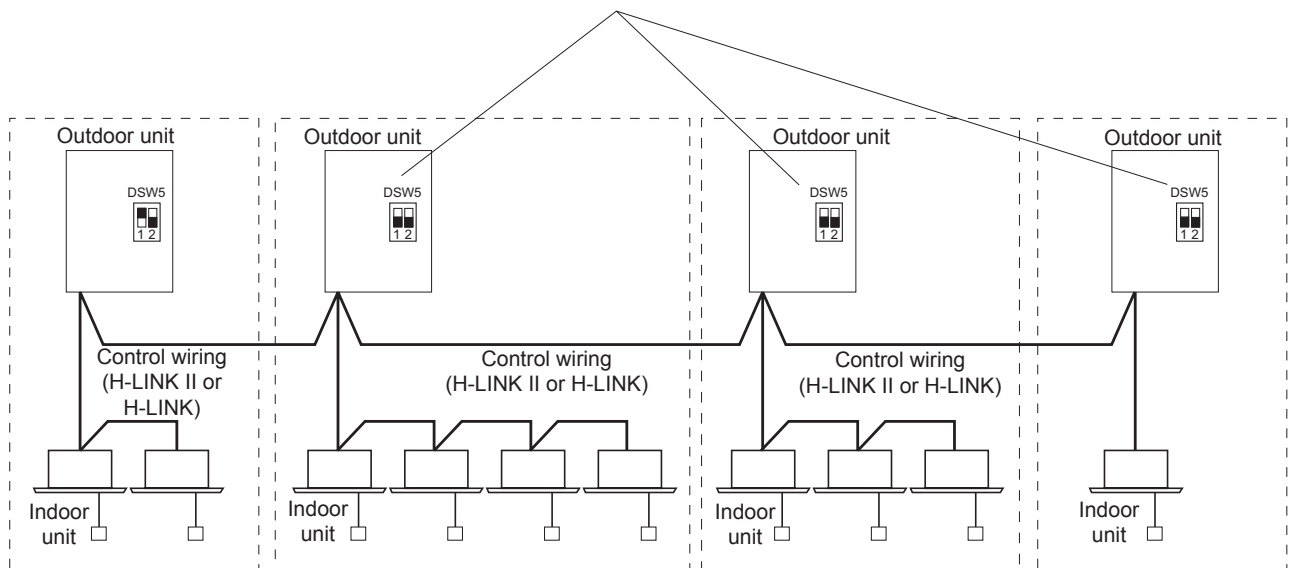 Outdoor unit
DSW5
1 2
Outdoor unit
DSW5
1 2
Outdoor unit
DSW5
1 2
Outdoor unit
DSW5
1 2
Control wiring
(H-LINK II or
H-LINK)
Control wiring
(H-LINK II or H-LINK)
Control wiring
(H-LINK II or H-LINK)
Indoor
unit
Indoor
unit
Indoor
unit
Indoor
unit